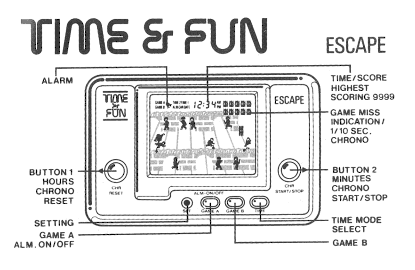 TIME & FUN
ESCAPE
ALARM
TIME/SCORE
HIGHEST
SCORING 9999
GAME MISS
INDICATION/
1/10 SEC.
CHRONO
TIME
&
FUN
12:34
ESCAPE
BUTTON 1
HOURS
CHRONO
RESET
CHR
RESET
BUTTON 2
MINUTES
CHRONO
START/STOP
CHR
START/STOP
ALM.-ON/OFF
SET
GAME A
GAME B
TIME
SETTING
GAME A
ALM. ON/OFF
TIME MODE
SELECT
GAME B